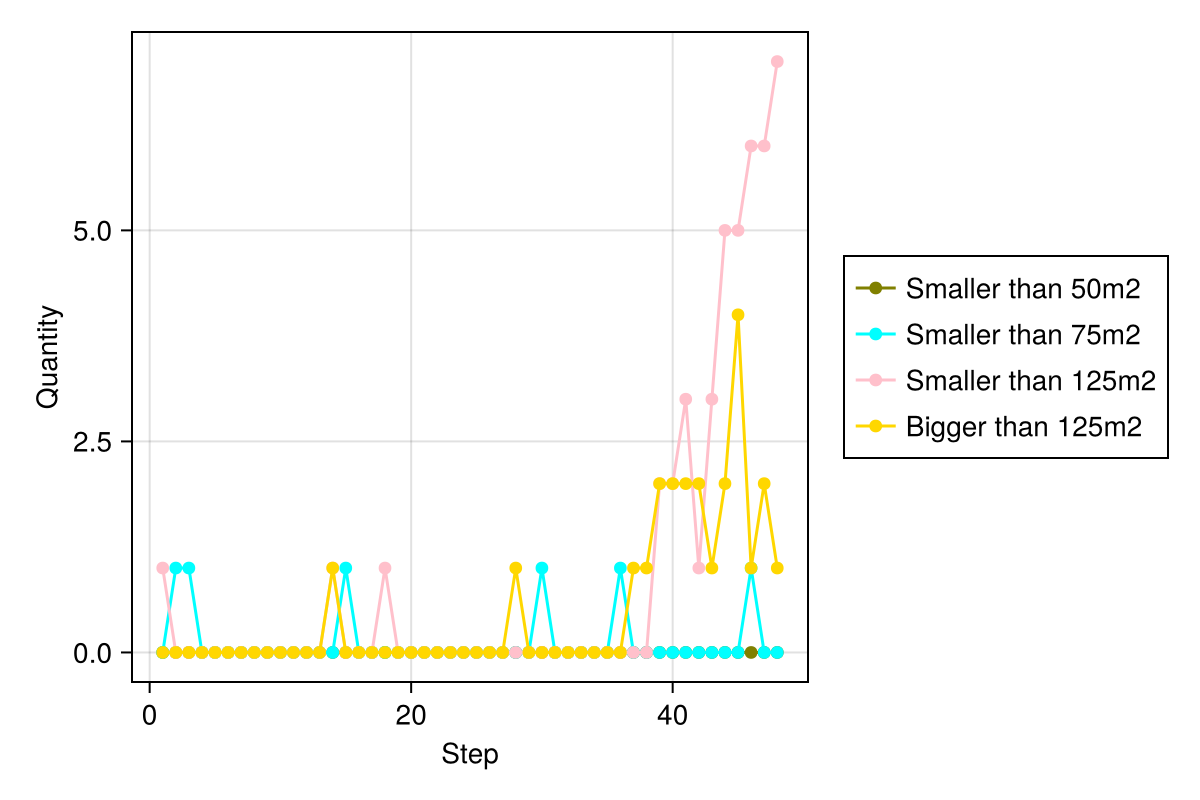 5.0
2.5
0.0
Quantity
0
20
40
Step
Smaller than 50m2
Smaller than 75m2
Smaller than 125m2
Bigger than 125m2